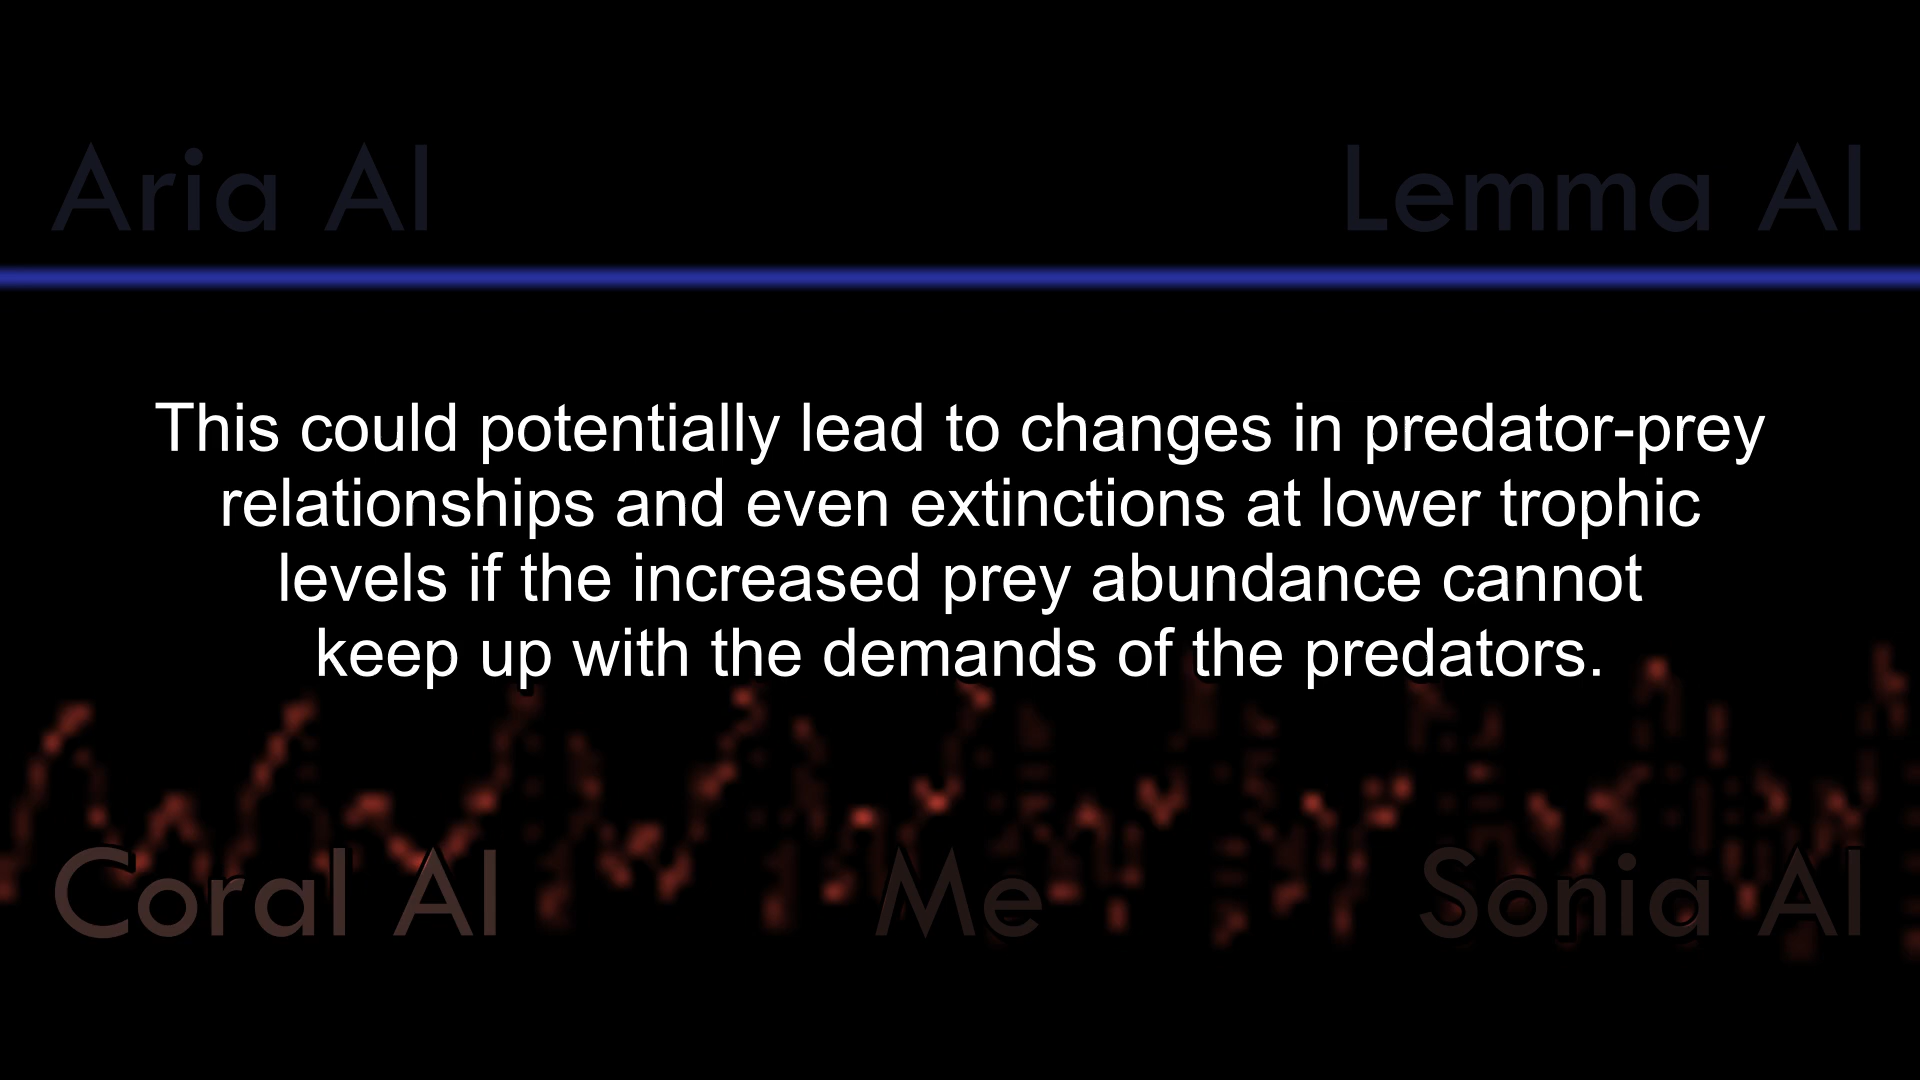 Aria AI
Lemma AI
This could potentially lead to changes in predator-prey
relationships and even extinctions at lower trophic
levels if the increased prey abundance cannot
keep up with the demands of the predators.
Coral AI
Me
Sonia AI